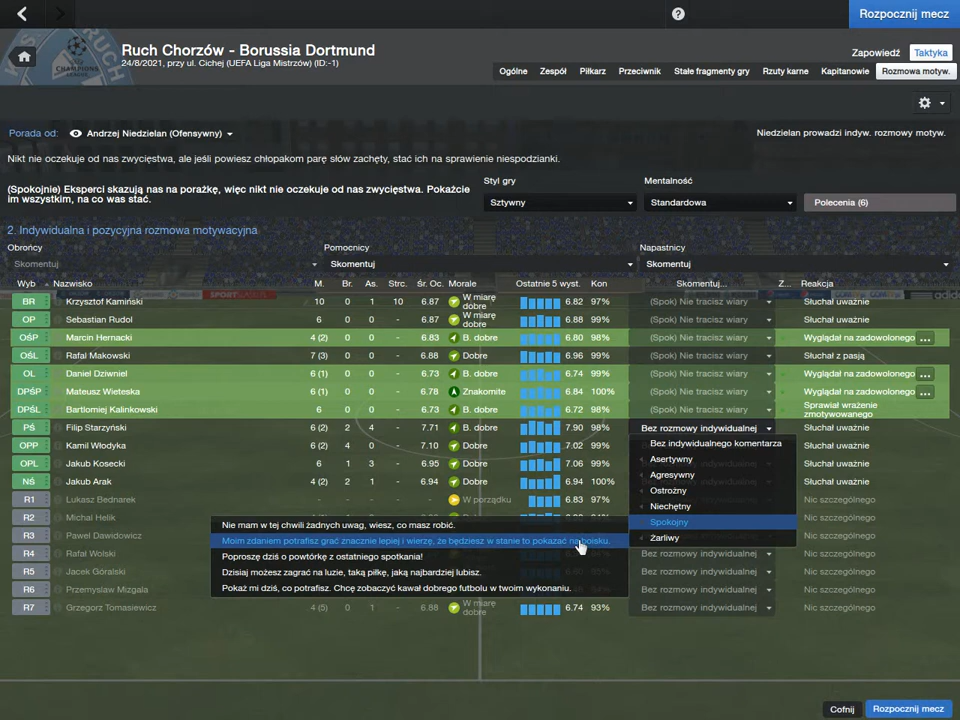 Rozpocznij mecz
Ruch Chorzów - Borussia Dortmund
24/8/2021, przy ul. Cichej (UEFA Liga Mistrzów) (ID:-1)
Zapowiedź Taktyka
Ogólne Zespół Piłkarz Przeciwnik Stałe fragmenty gry Rzuty karne Kapitanowie Rozmowa motyw.
Porada od: Andrzej Niedzielan (Ofensywny)
Niedzielan prowadzi indyw. rozmowy motyw.
Nikt nie oczekuje od nas zwycięstwa, ale jeśli powiesz chłopakom parę słów zachęty, stać ich na sprawienie niespodzianki.
Styl gry Mentalność
(Spokojnie) Eksperci skazują nas na porażkę, więc nikt nie oczekuje od nas zwycięstwa. Pokażcie
im wszystkim, na co was stać.
Sztywny Standardowa Polecenia (6)
2. Indywidualna i pozycyjna rozmowa motywacyjna
Obrońcy Pomocnicy Napastnicy
Skomentuj Skomentuj Skomentuj
Wyb Nazwisko M. Br. As. Strc. Śr. Oc. Morale Ostatnie 5 wyst. Kon Skomentuj... Z... Reakcja
BR Krzysztof Kamiński 10 0 1 10 6.87 W miarę dobre 6.82 97% (Spok) Nie tracisz wiary Słuchał uważnie
OP Sebastian Rudol 6 0 0 - 6.87 W miarę dobre 6.88 99% (Spok) Nie tracisz wiary Słuchał uważnie
OŚP Marcin Hernacki 4 (2) 0 0 - 6.83 B. dobre 6.80 98% (Spok) Nie tracisz wiary Wyglądał na zadowolonego ...
OŚL Rafał Makowski 7 (3) 0 0 - 6.88 Dobre 6.96 99% (Spok) Nie tracisz wiary Słuchał z pasją
OL Daniel Dziwniel 6 (1) 0 0 - 6.73 B. dobre 6.74 99% (Spok) Nie tracisz wiary Wyglądał na zadowolonego ...
DPŚP Mateusz Wieteska 6 (1) 0 0 - 6.78 Znakomite 6.84 100% (Spok) Nie tracisz wiary Wyglądał na zadowolonego ...
DPŚL Bartłomiej Kalinkowski 6 0 0 - 6.73 B. dobre 6.72 98% (Spok) Nie tracisz wiary Sprawiał wrażenie zmotywowanego
PŚ Filip Starzyński 6 (2) 2 4 - 7.71 B. dobre 7.90 98% Bez rozmowy indywidualnej Słuchał uważnie
OPP Kamil Włodyka 6 (2) 4 0 - 7.10 Dobre 7.02 99% Słuchał uważnie
OPL Jakub Kosecki 6 1 3 - 6.95 Dobre 7.06 99% Słuchał uważnie
NŚ Jakub Arak 4 (2) 2 1 - 6.94 Dobre 6.94 100% Słuchał uważnie
R1 Lukasz Bednarek - - - - - W porządku 6.83 97% Nic szczególnego
R2 Michal Helik Nic szczególnego
R3 Pawel Dawidowicz Nic szczególnego
R4 Rafał Wolski Bez rozmowy indywidualnej Nic szczególnego
R5 Jacek Góralski Bez rozmowy indywidualnej Nic szczególnego
R6 Przemyslaw Mizgala Bez rozmowy indywidualnej Nic szczególnego
R7 Grzegorz Tomasiewicz 4 (5) 0 1 - 6.88 W miarę dobre 6.74 93% Bez rozmowy indywidualnej Nic szczególnego
Bez indywidualnego komentarza
Asertywny
Agresywny
Ostrożny
Niechętny
Spokojny
Żarliwy
Nie mam w tej chwili żadnych uwag, wiesz, co masz robić.
Moim zdaniem potrafisz grać znacznie lepiej i wierzę, że będziesz w stanie to pokazać na boisku.
Poproszę dziś o powtórkę z ostatniego spotkania!
Dzisiaj możesz zagrać na luzie, taką piłkę, jaką najbardziej lubisz.
Pokaż mi dziś, co potrafisz. Chcę zobaczyć kawał dobrego futbolu w twoim wykonaniu.
Cofnij Rozpocznij mecz